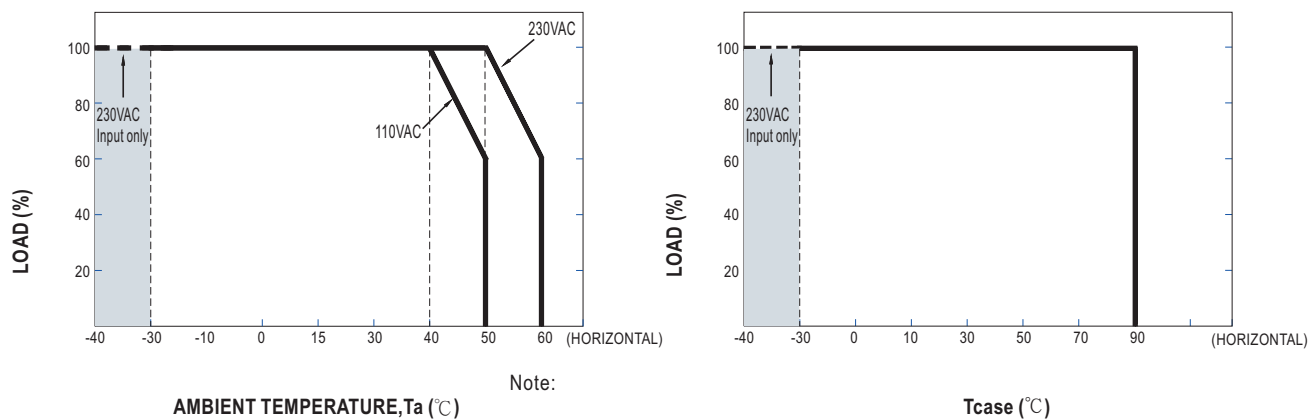 230VAC
100
80
60
40
20
230VAC
Input only
110VAC
LOAD (%)
-40 -30 -10 0 15 30 40 50 60 (HORIZONTAL)
AMBIENT TEMPERATURE,Ta (℃)
Note:
100
80
60
40
20
230VAC
Input only
LOAD (%)
-40 -30 0 50 70 90 (HORIZONTAL)
Tcase (℃)